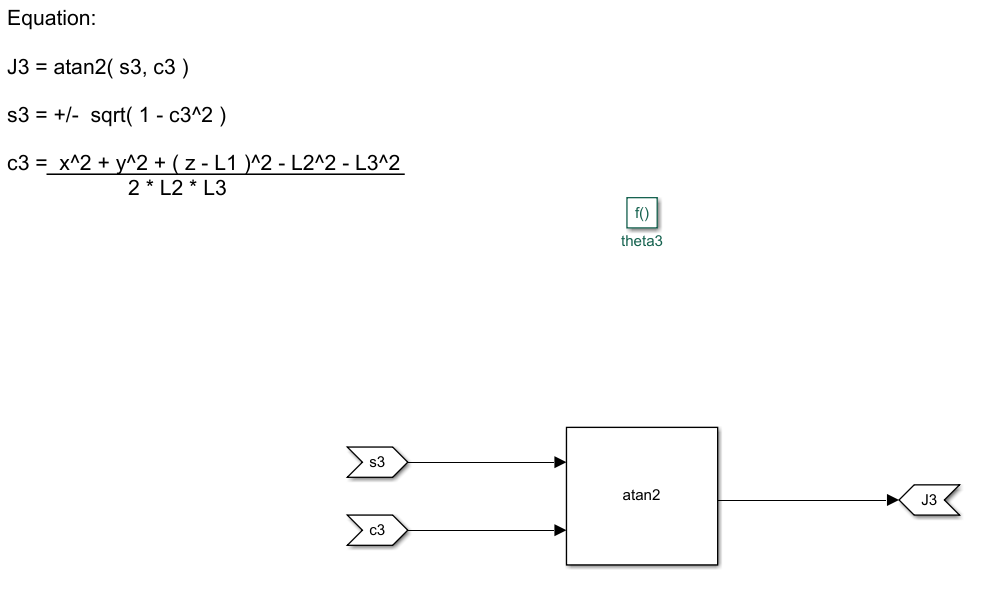 Equation:
J3 = atan2( s3, c3 )
s3 = +/-  sqrt( 1 - c3^2 )
c3 =  x^2 + y^2 + ( z - L1 )^2 - L2^2 - L3^2
2 * L2 * L3
f()
theta3
s3
atan2
J3
c3